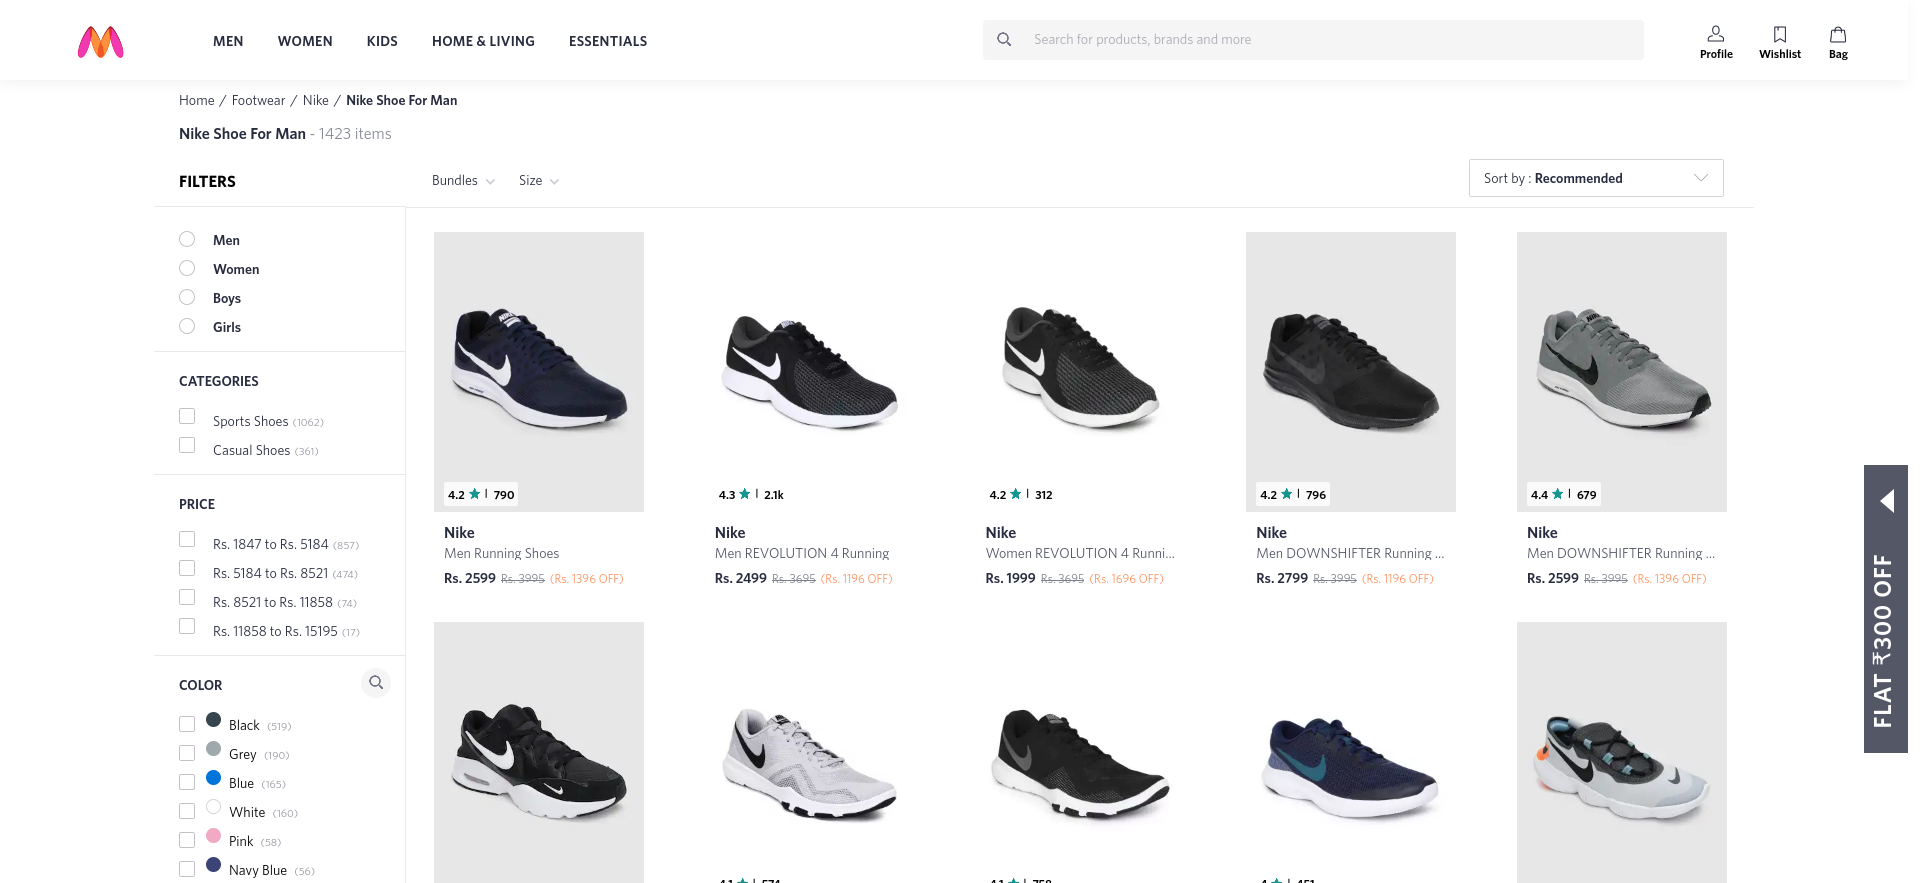 MEN WOMEN KIDS HOME & LIVING ESSENTIALS
Search for products, brands and more
Profile Wishlist Bag
Home / Footwear / Nike / Nike Shoe For Man
Nike Shoe For Man - 1423 items
FILTERS
Bundles Size
Sort by : Recommended
Men
Women
Boys
Girls
CATEGORIES
Sports Shoes (1062)
Casual Shoes (361)
PRICE
Rs. 1847 to Rs. 5184 (857)
Rs. 5184 to Rs. 8521 (474)
Rs. 8521 to Rs. 11858 (74)
Rs. 11858 to Rs. 15195 (17)
COLOR
Black (519)
Grey (190)
Blue (165)
White (160)
Pink (58)
Navy Blue (56)
4.2 ★ | 790
Nike
Men Running Shoes
Rs. 2599 Rs. 3995 (Rs. 1396 OFF)
4.3 ★ | 2.1k
Nike
Men REVOLUTION 4 Running
Rs. 2499 Rs. 3695 (Rs. 1196 OFF)
4.2 ★ | 312
Nike
Women REVOLUTION 4 Runni...
Rs. 1999 Rs. 3695 (Rs. 1696 OFF)
4.2 ★ | 796
Nike
Men DOWNSHIFTER Running ...
Rs. 2799 Rs. 3995 (Rs. 1196 OFF)
4.4 ★ | 679
Nike
Men DOWNSHIFTER Running ...
Rs. 2599 Rs. 3995 (Rs. 1396 OFF)
4.1 ★ | 574
4.1 ★ | 758
4 ★ | 451
FLAT ₹300 OFF